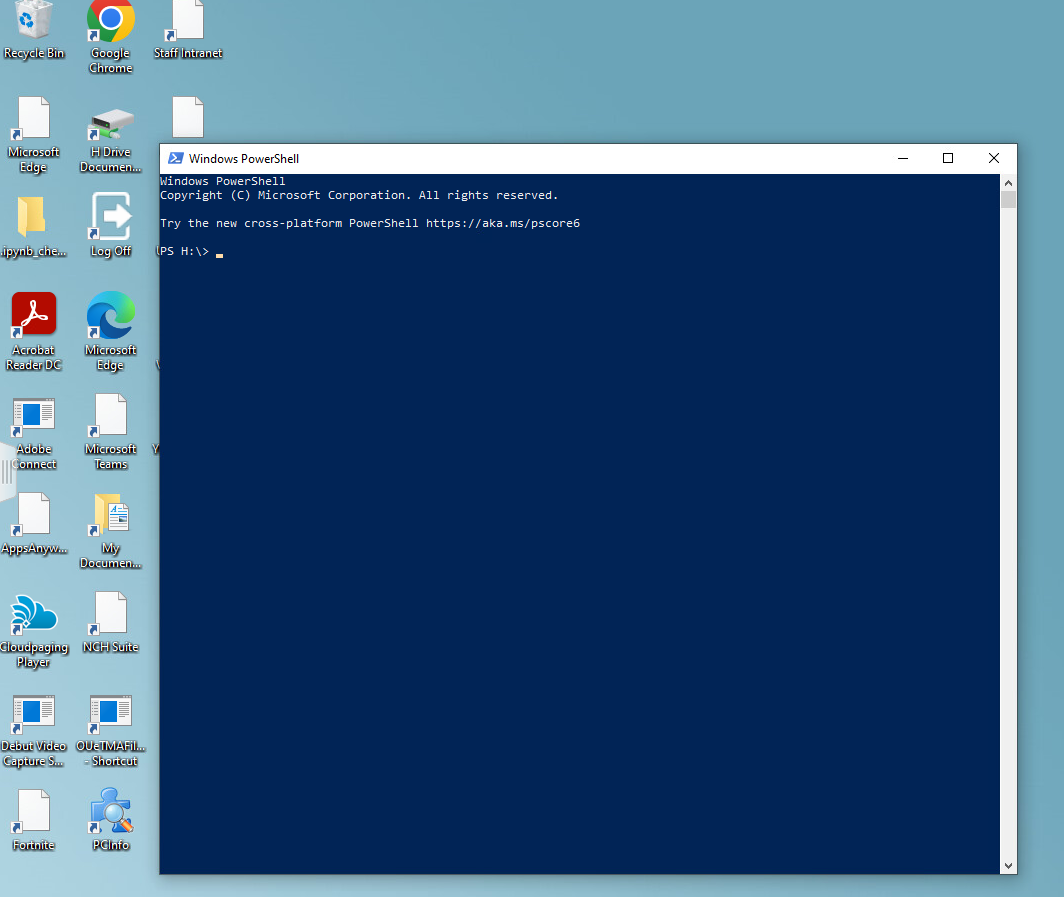 Recycle Bin
Google
Chrome
Staff Intranet
Microsoft
Edge
H Drive
Documen...
.ipynb_che...
Log Off
Acrobat
Reader DC
Microsoft
Edge
Adobe
Connect
Microsoft
Teams
AppsAnyw...
My
Documen...
Cloudpaging
Player
NCH Suite
Debut Video
Capture S...
OUeTMAFil...
- Shortcut
Fortnite
PCInfo
Windows PowerShell
Windows PowerShell
Copyright (C) Microsoft Corporation. All rights reserved.
Try the new cross-platform PowerShell https://aka.ms/pscore6
PS H:\>